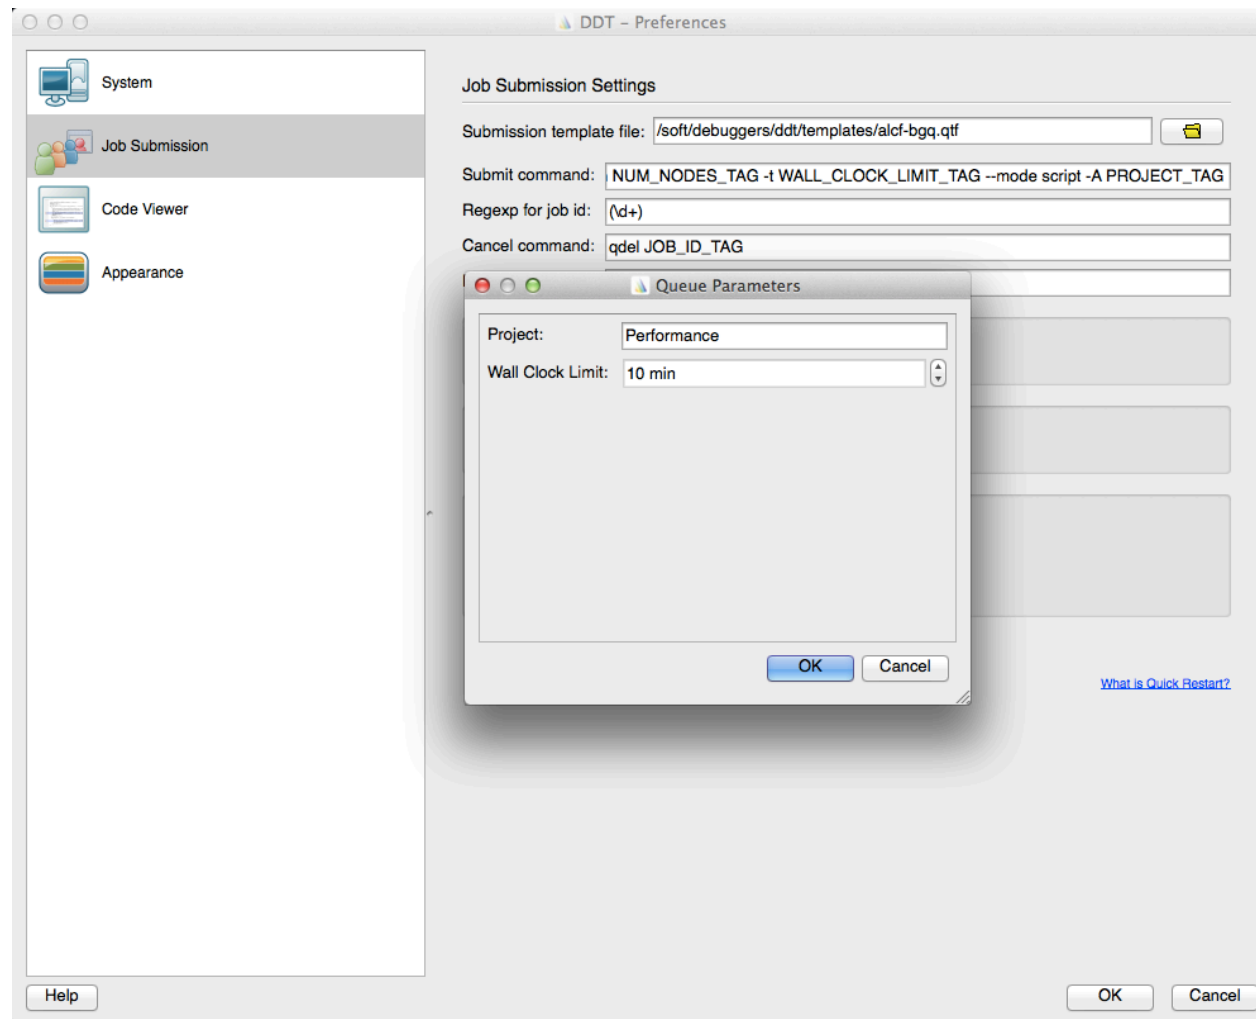 DDT – Preferences
System
Job Submission
Code Viewer
Appearance
Job Submission Settings
Submission template file: /soft/debuggers/ddt/templates/alcf-bgq.qtf
Submit command: NUM_NODES_TAG -t WALL_CLOCK_LIMIT_TAG --mode script -A PROJECT_TAG
Regexp for job id: (\d+)
Cancel command: qdel JOB_ID_TAG
Queue Parameters
Project: Performance
Wall Clock Limit: 10 min
OK Cancel
What is Quick Restart?
Help OK Cancel